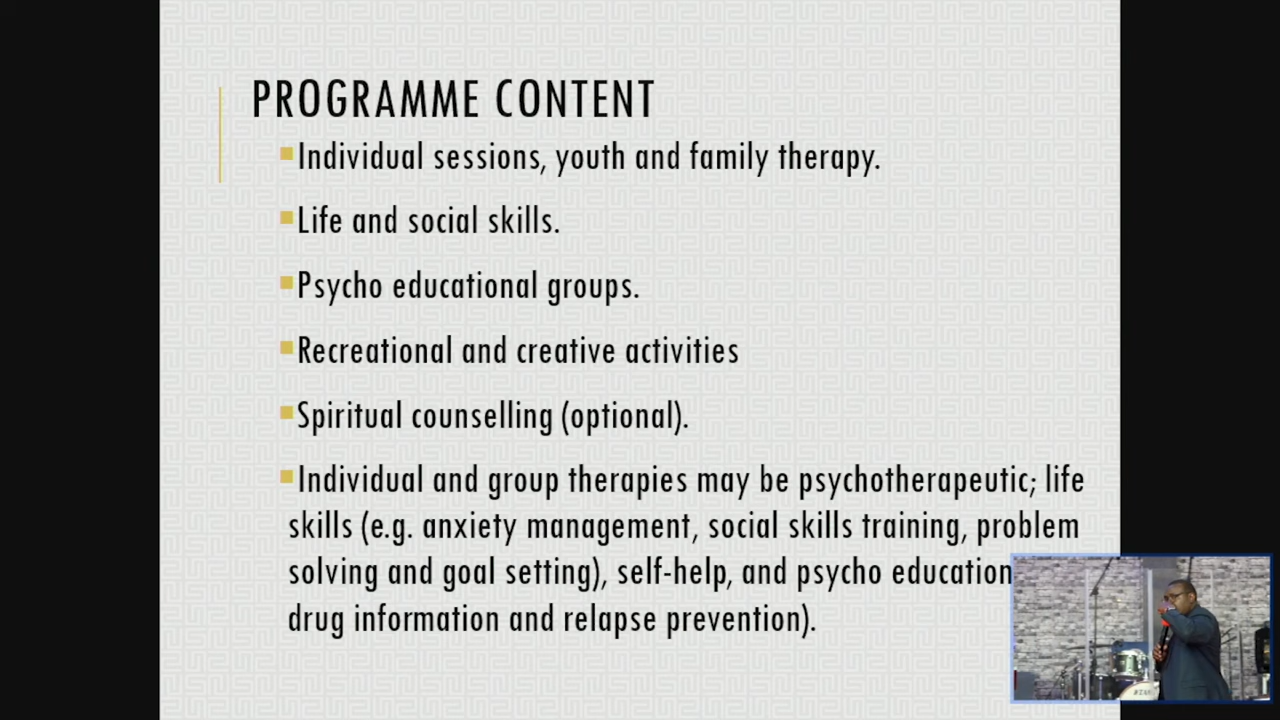 PROGRAMME CONTENT
Individual sessions, youth and family therapy.
Life and social skills.
Psycho educational groups.
Recreational and creative activities
Spiritual counselling (optional).
Individual and group therapies may be psychotherapeutic; life
skills (e.g. anxiety management, social skills training, problem
solving and goal setting), self-help, and psycho education
drug information and relapse prevention).
TAMA